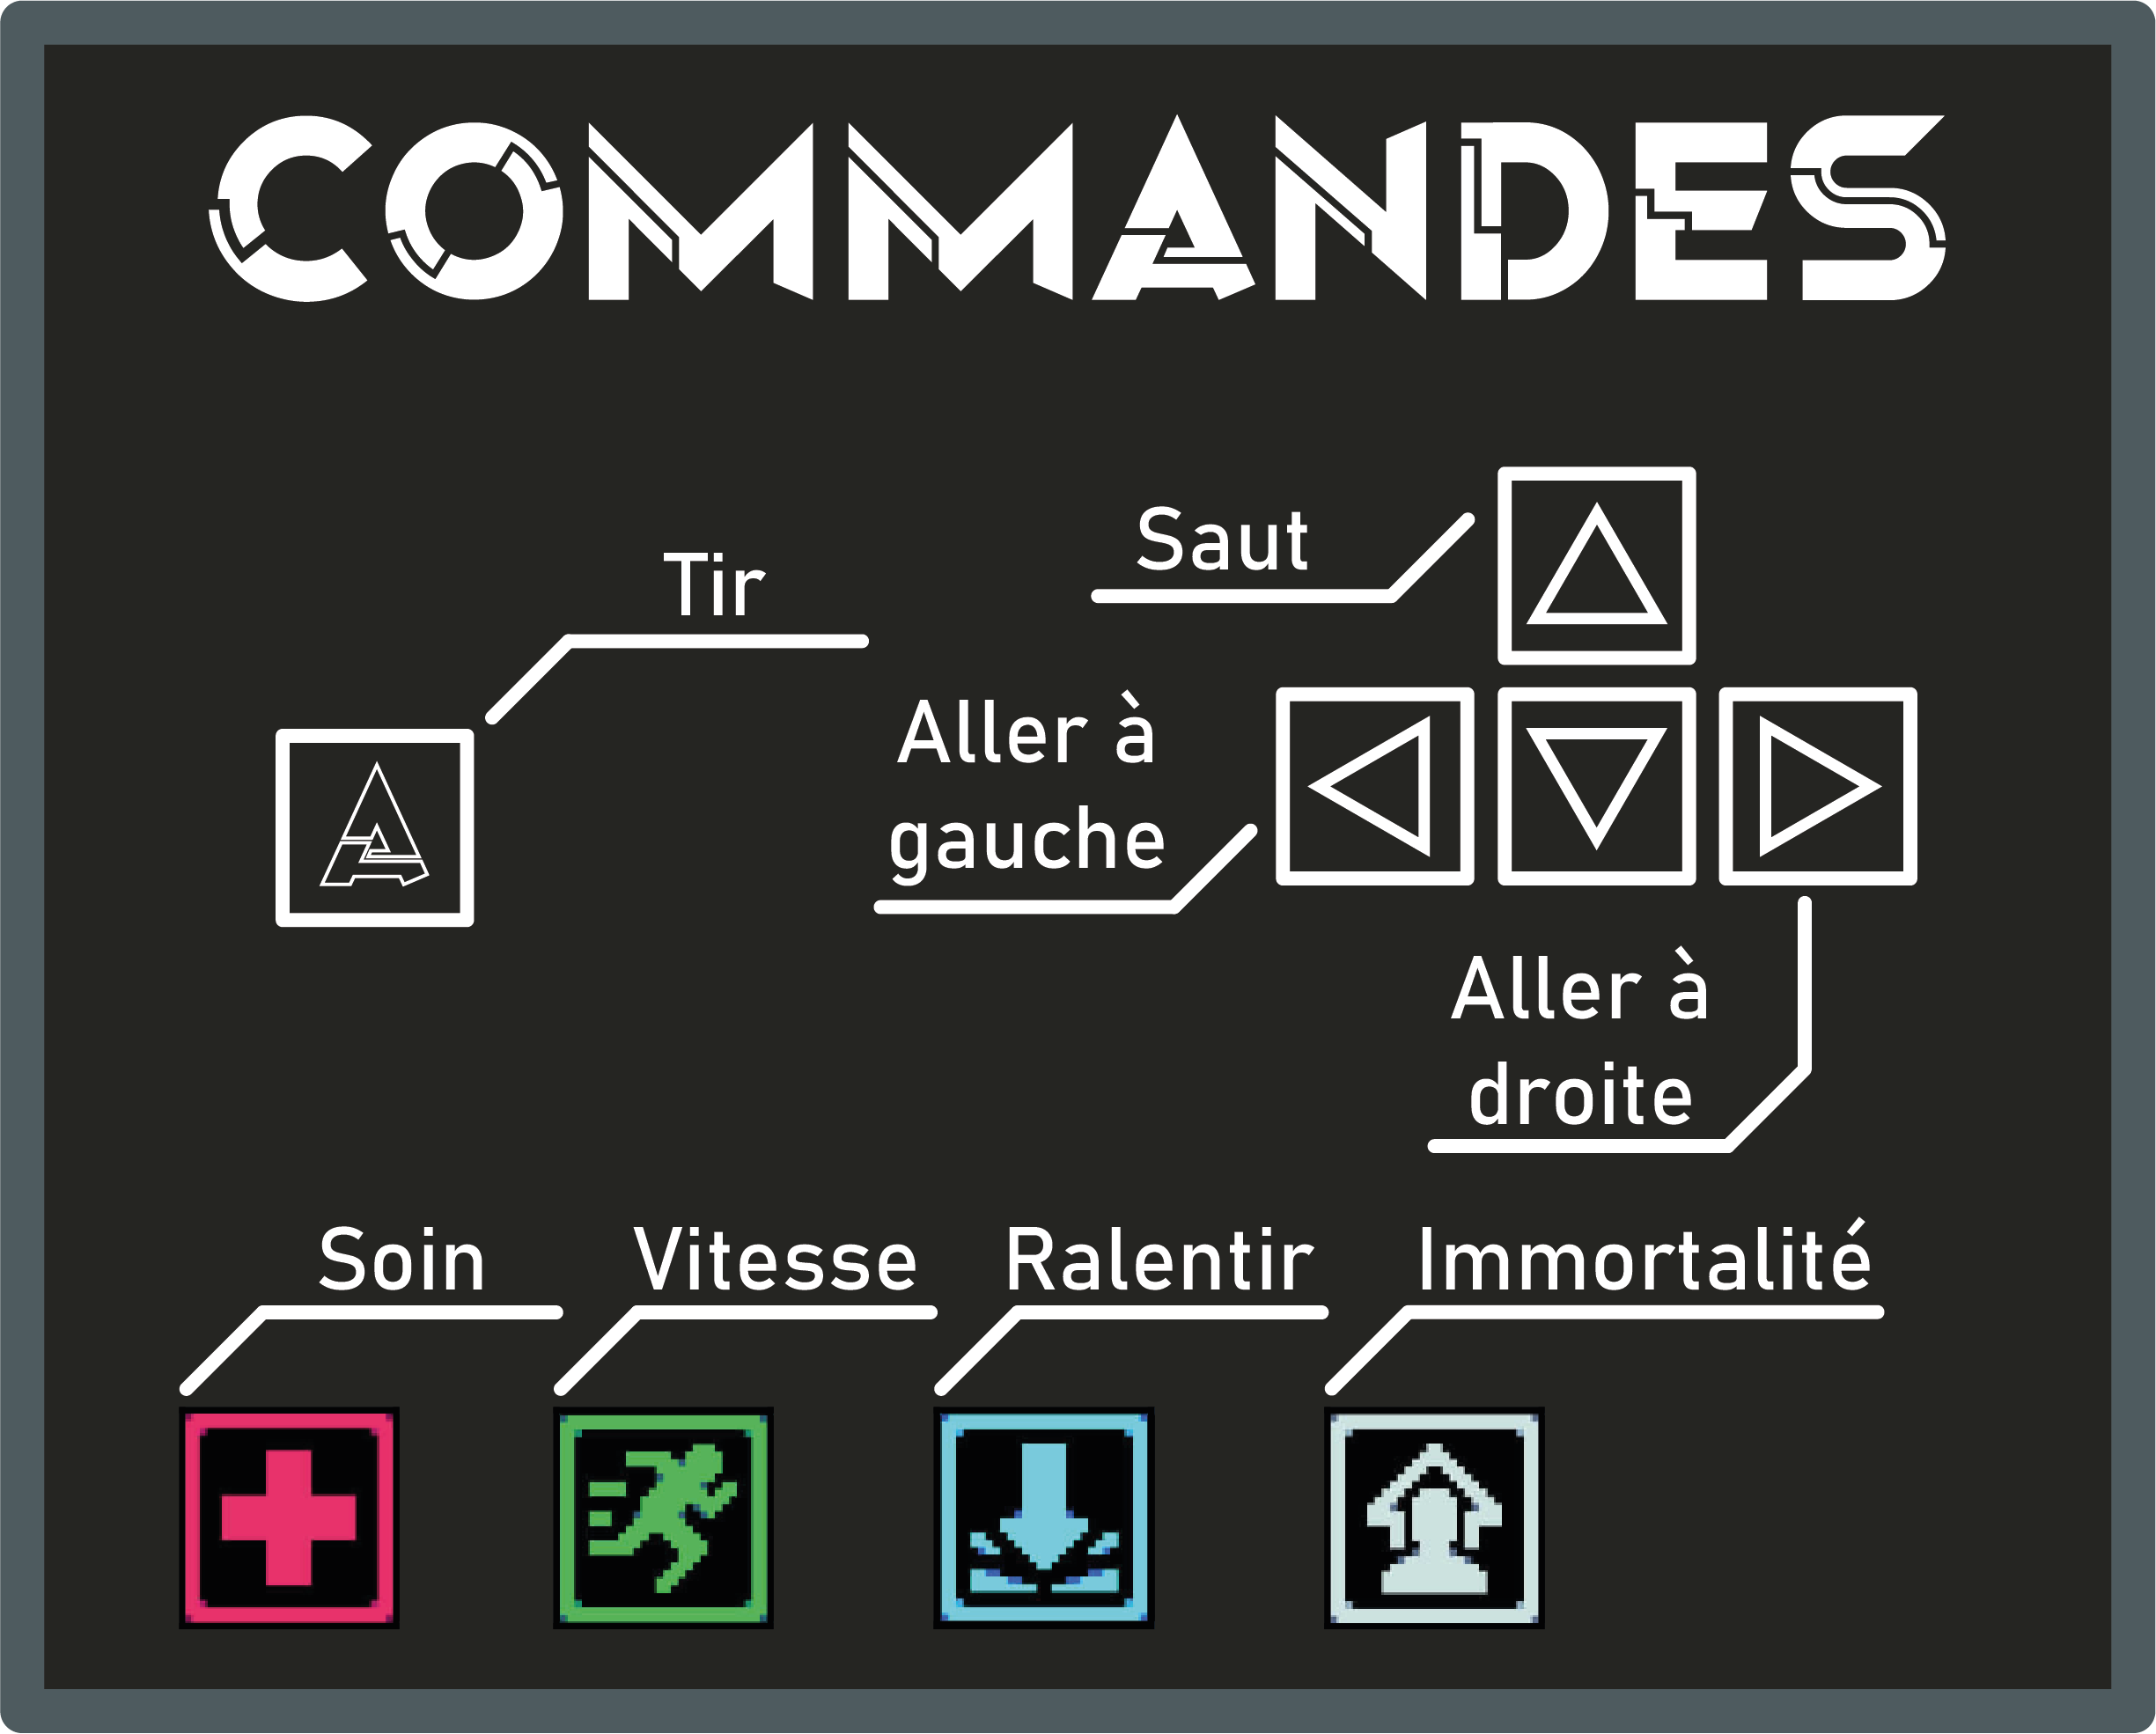 COMMANDES
Saut
Tir
Aller à
gauche
A
Aller à
droite
Soin
Vitesse
Ralentir
Immortalité